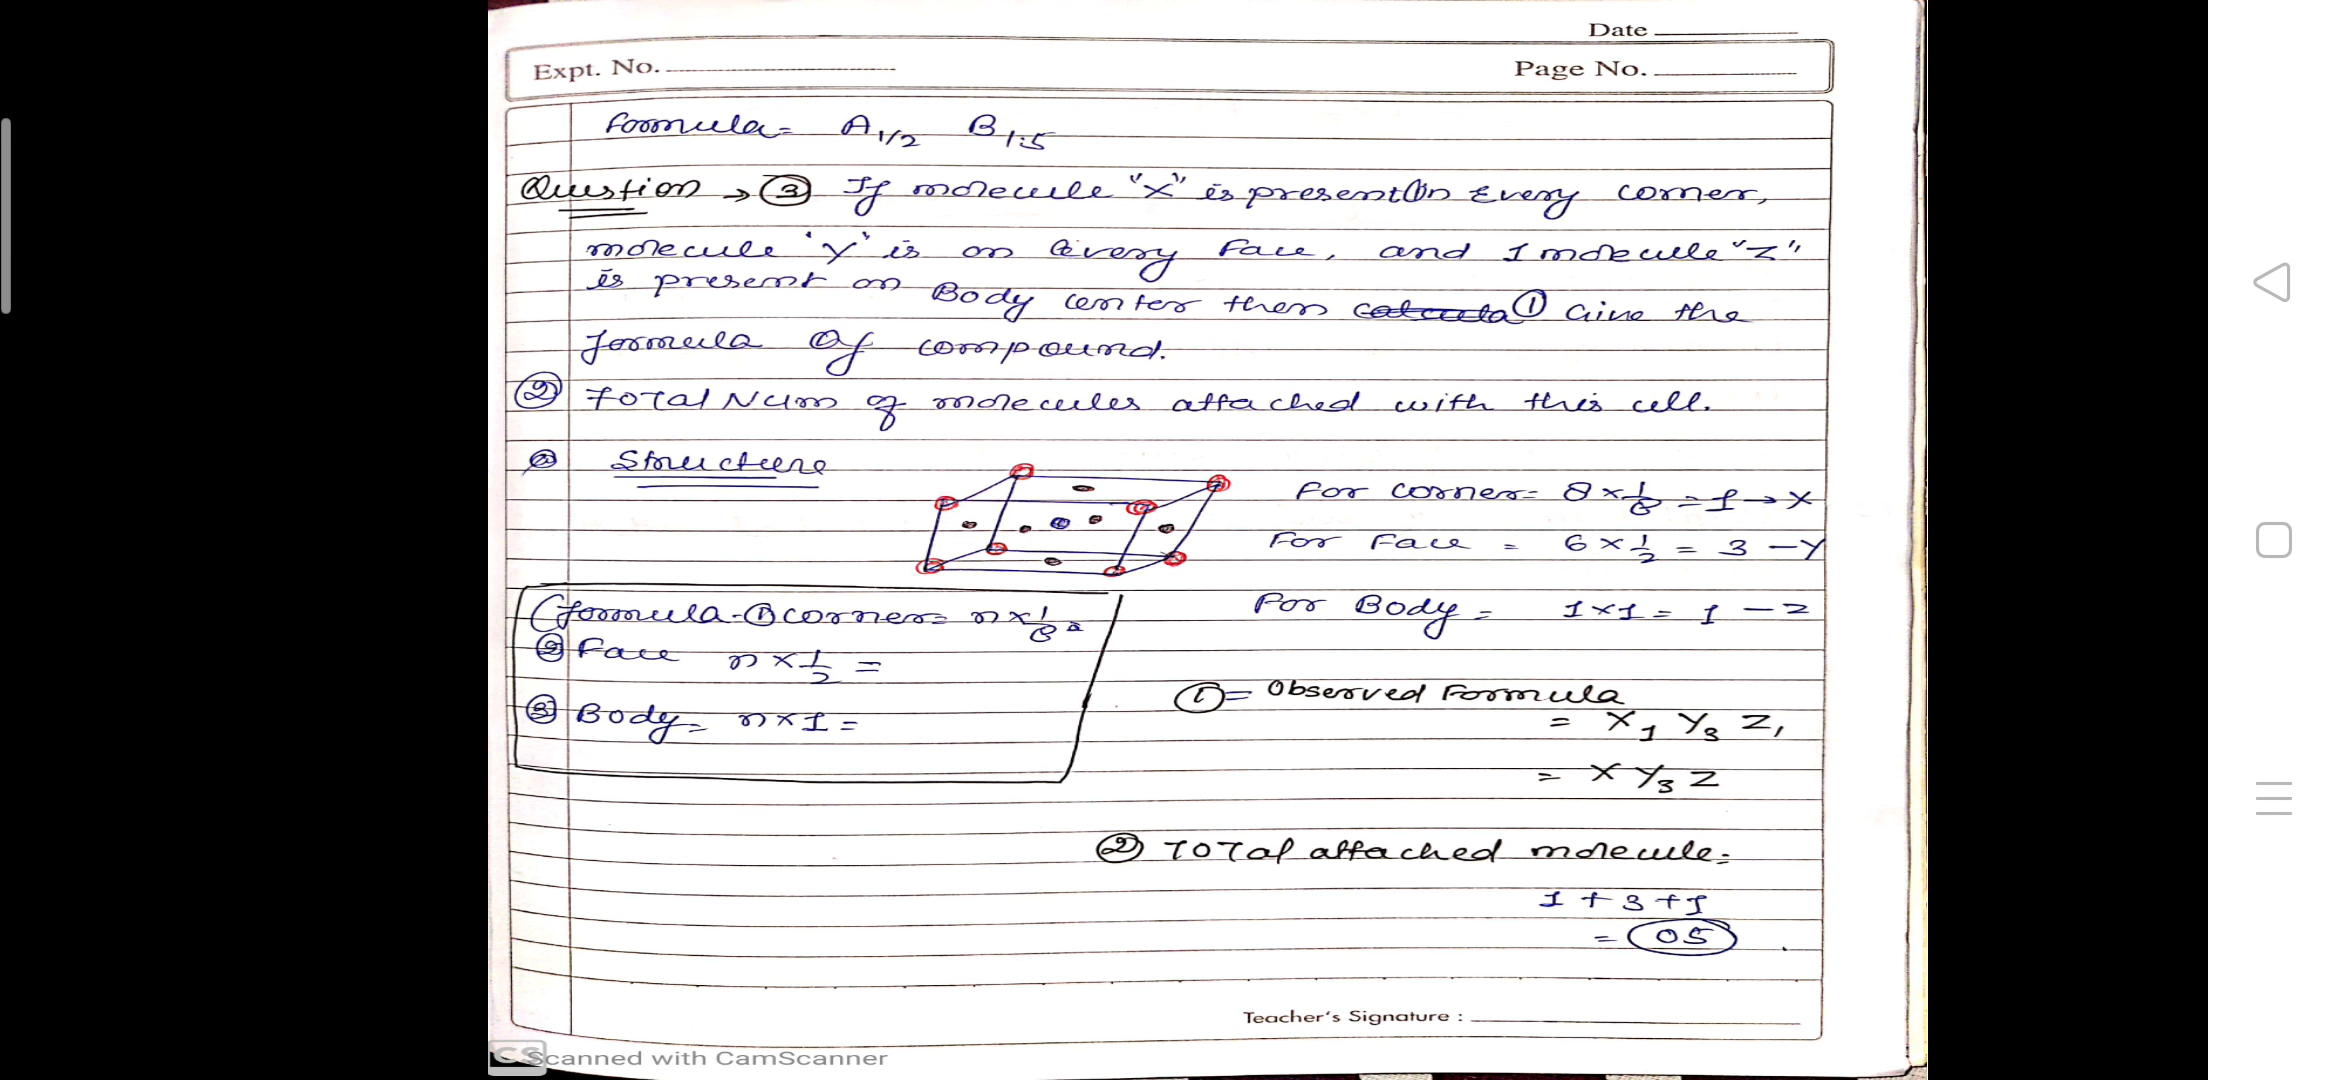 Date
Expt. No.
Page No.
Formula = A1/2 B1.5
Question → ③ If molecule "X" is present in Every corner,
molecule 'Y' is on Every Face, and 1 molecule "Z"
is present on Body center then ① Give the
formula of compound.
② Total Num of molecules attached with this cell.
Structure
For corner = 8 × 1/8 = 1 → X
For Face = 6 × 1/2 = 3 – Y
For Body = 1×1 = 1 – Z
(formula - ① corner = n × 1/8 =
② Face n × 1/2 =
③ Body = n × 1 =
① = Observed Formula
= X1 Y3 Z1
= X Y3 Z
② Total attached molecule =
1 + 3 + 1
= 05
Teacher's Signature :
CS Scanned with CamScanner